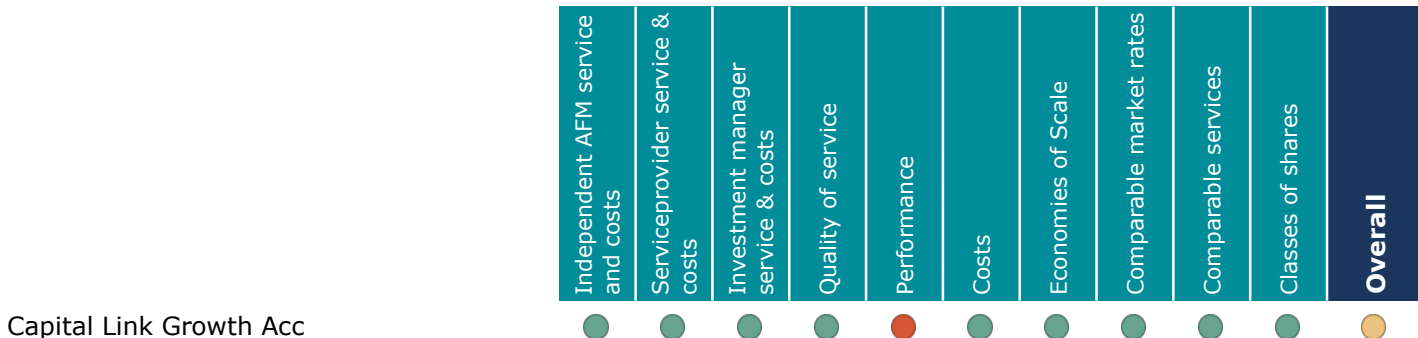 Independent AFM service
and costs
Serviceprovider service &
costs
Investment manager
service & costs
Quality of service
Performance
Costs
Economies of Scale
Comparable market rates
Comparable services
Classes of shares
Overall
Capital Link Growth Acc